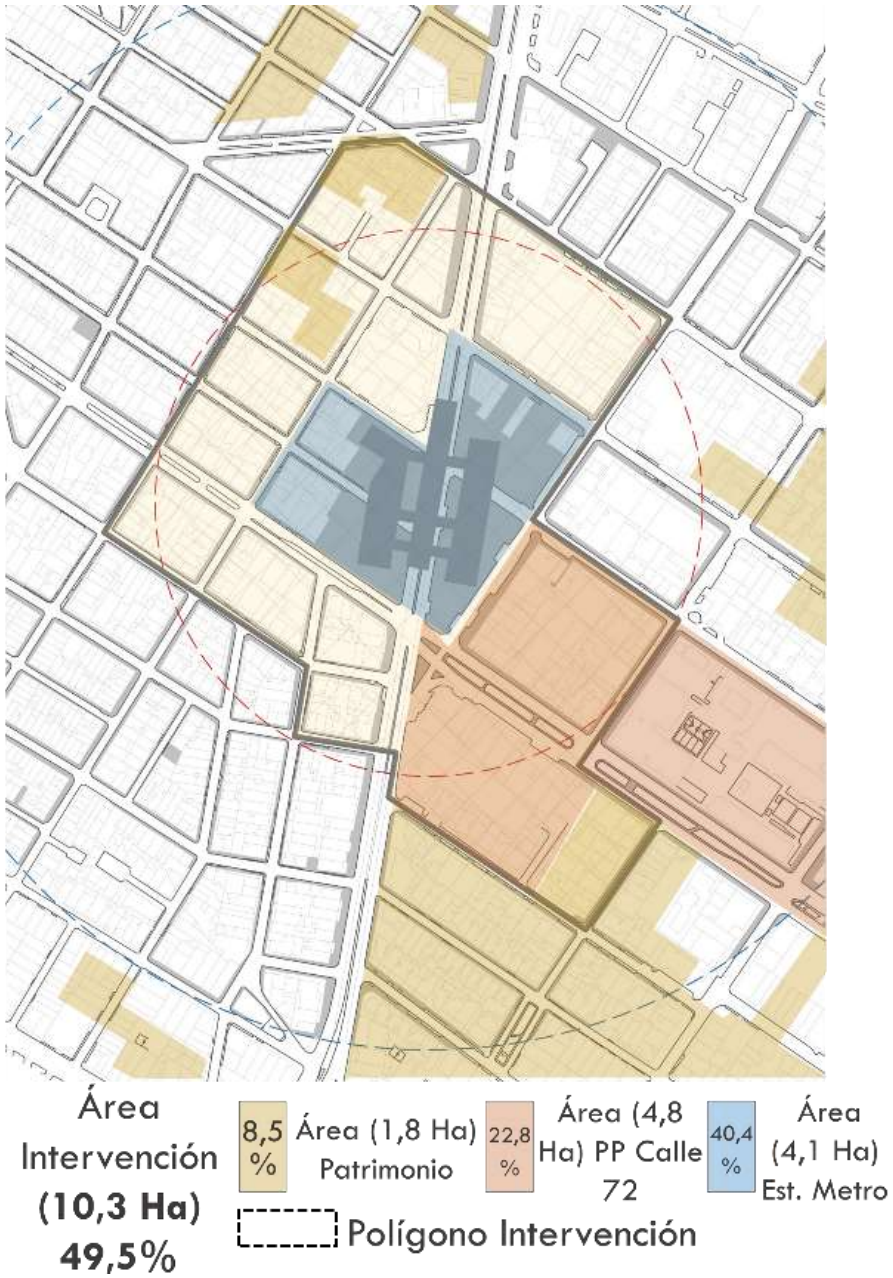 Área
Intervención
(10,3 Ha)
49,5%
8,5
%
Área (1,8 Ha)
Patrimonio
22,8
%
Área (4,8
Ha) PP Calle
72
40,4
%
Área
(4,1 Ha)
Est. Metro
Polígono Intervención